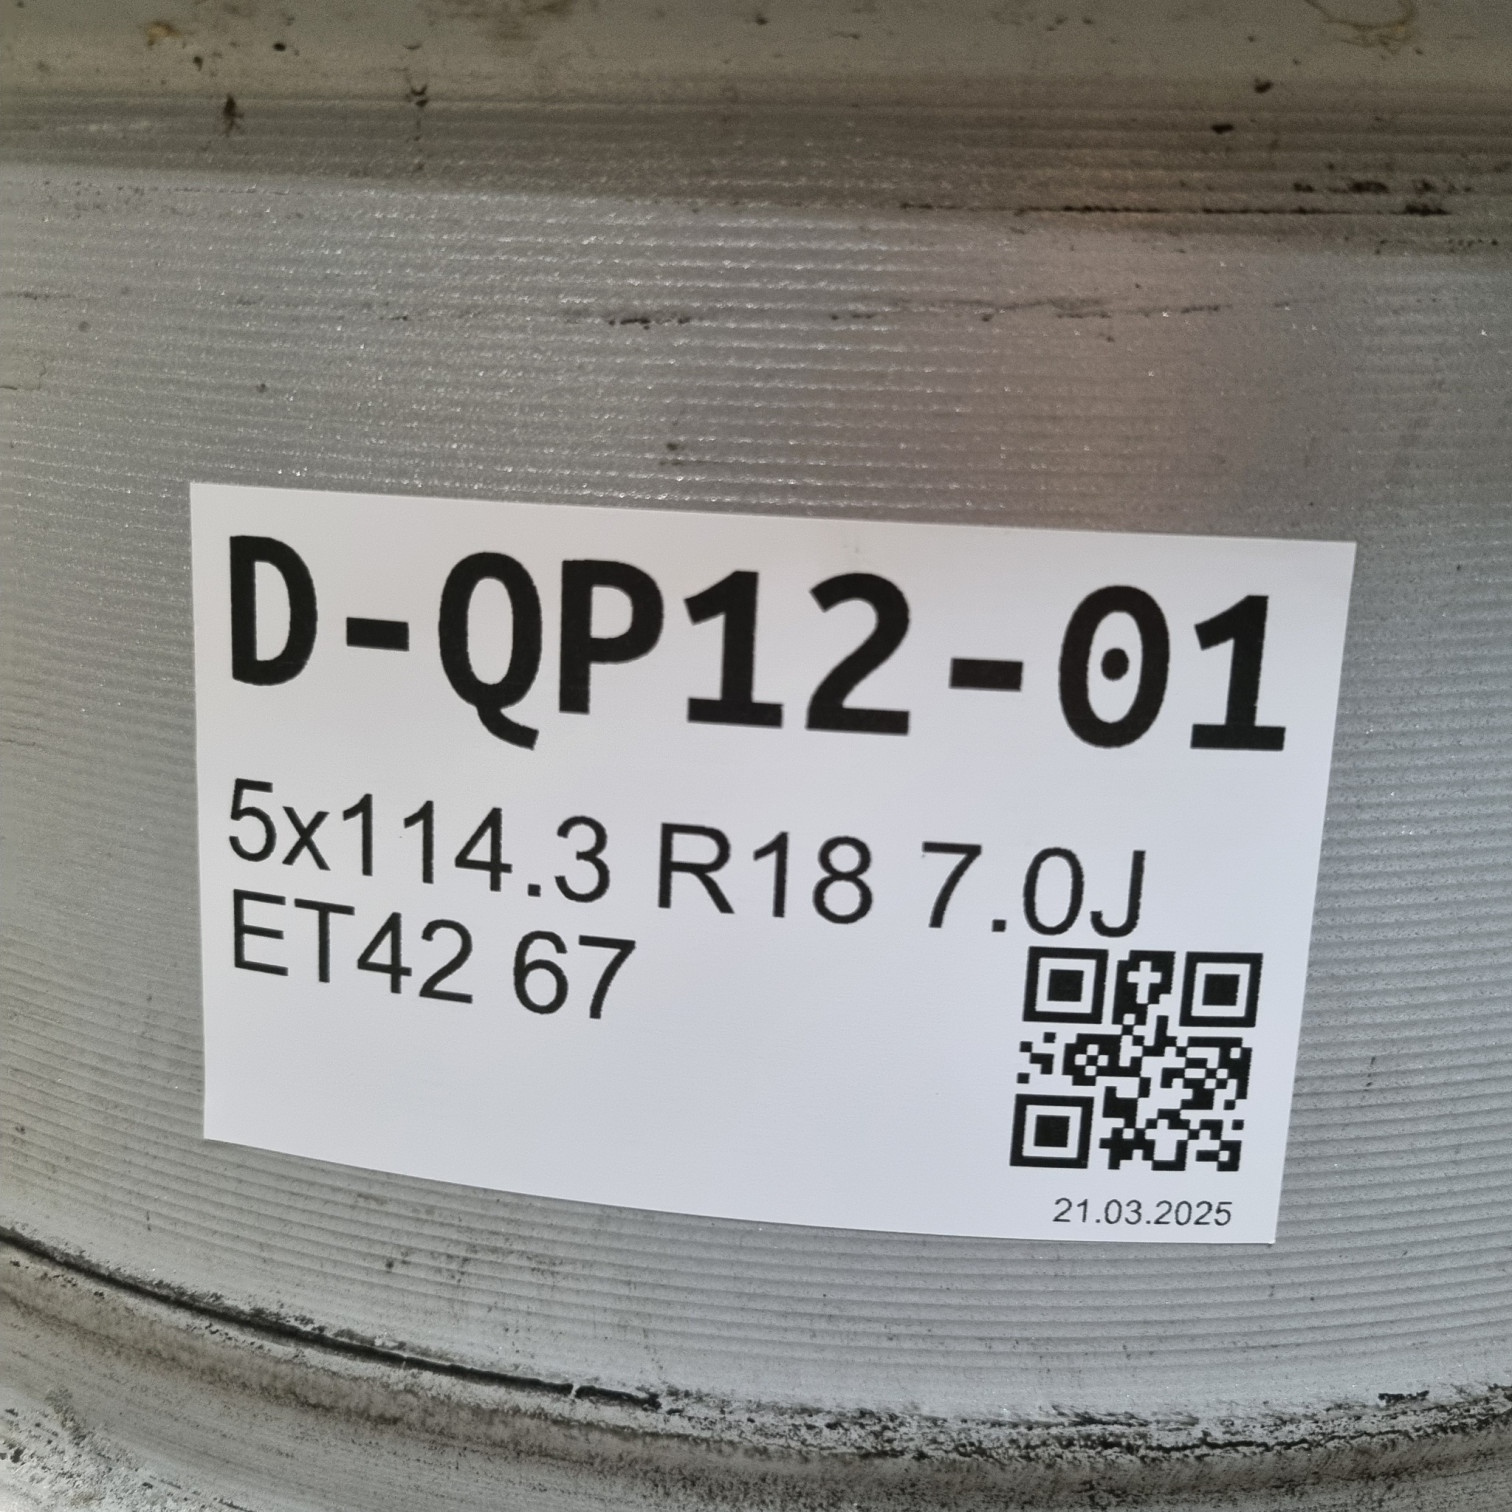 D-QP12-01
5x114.3 R18 7.0J
ET42 67
21.03.2025